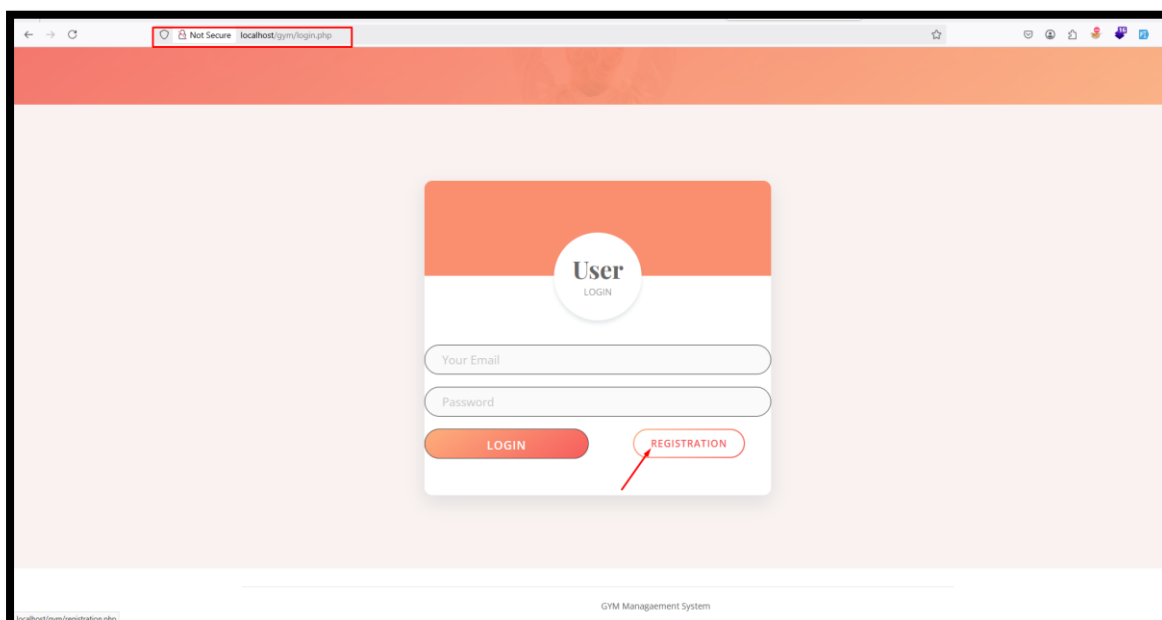 Not Secure localhost/gym/login.php
User
LOGIN
Your Email
Password
LOGIN
REGISTRATION
GYM Managaement System
localhost/gym/registration.php